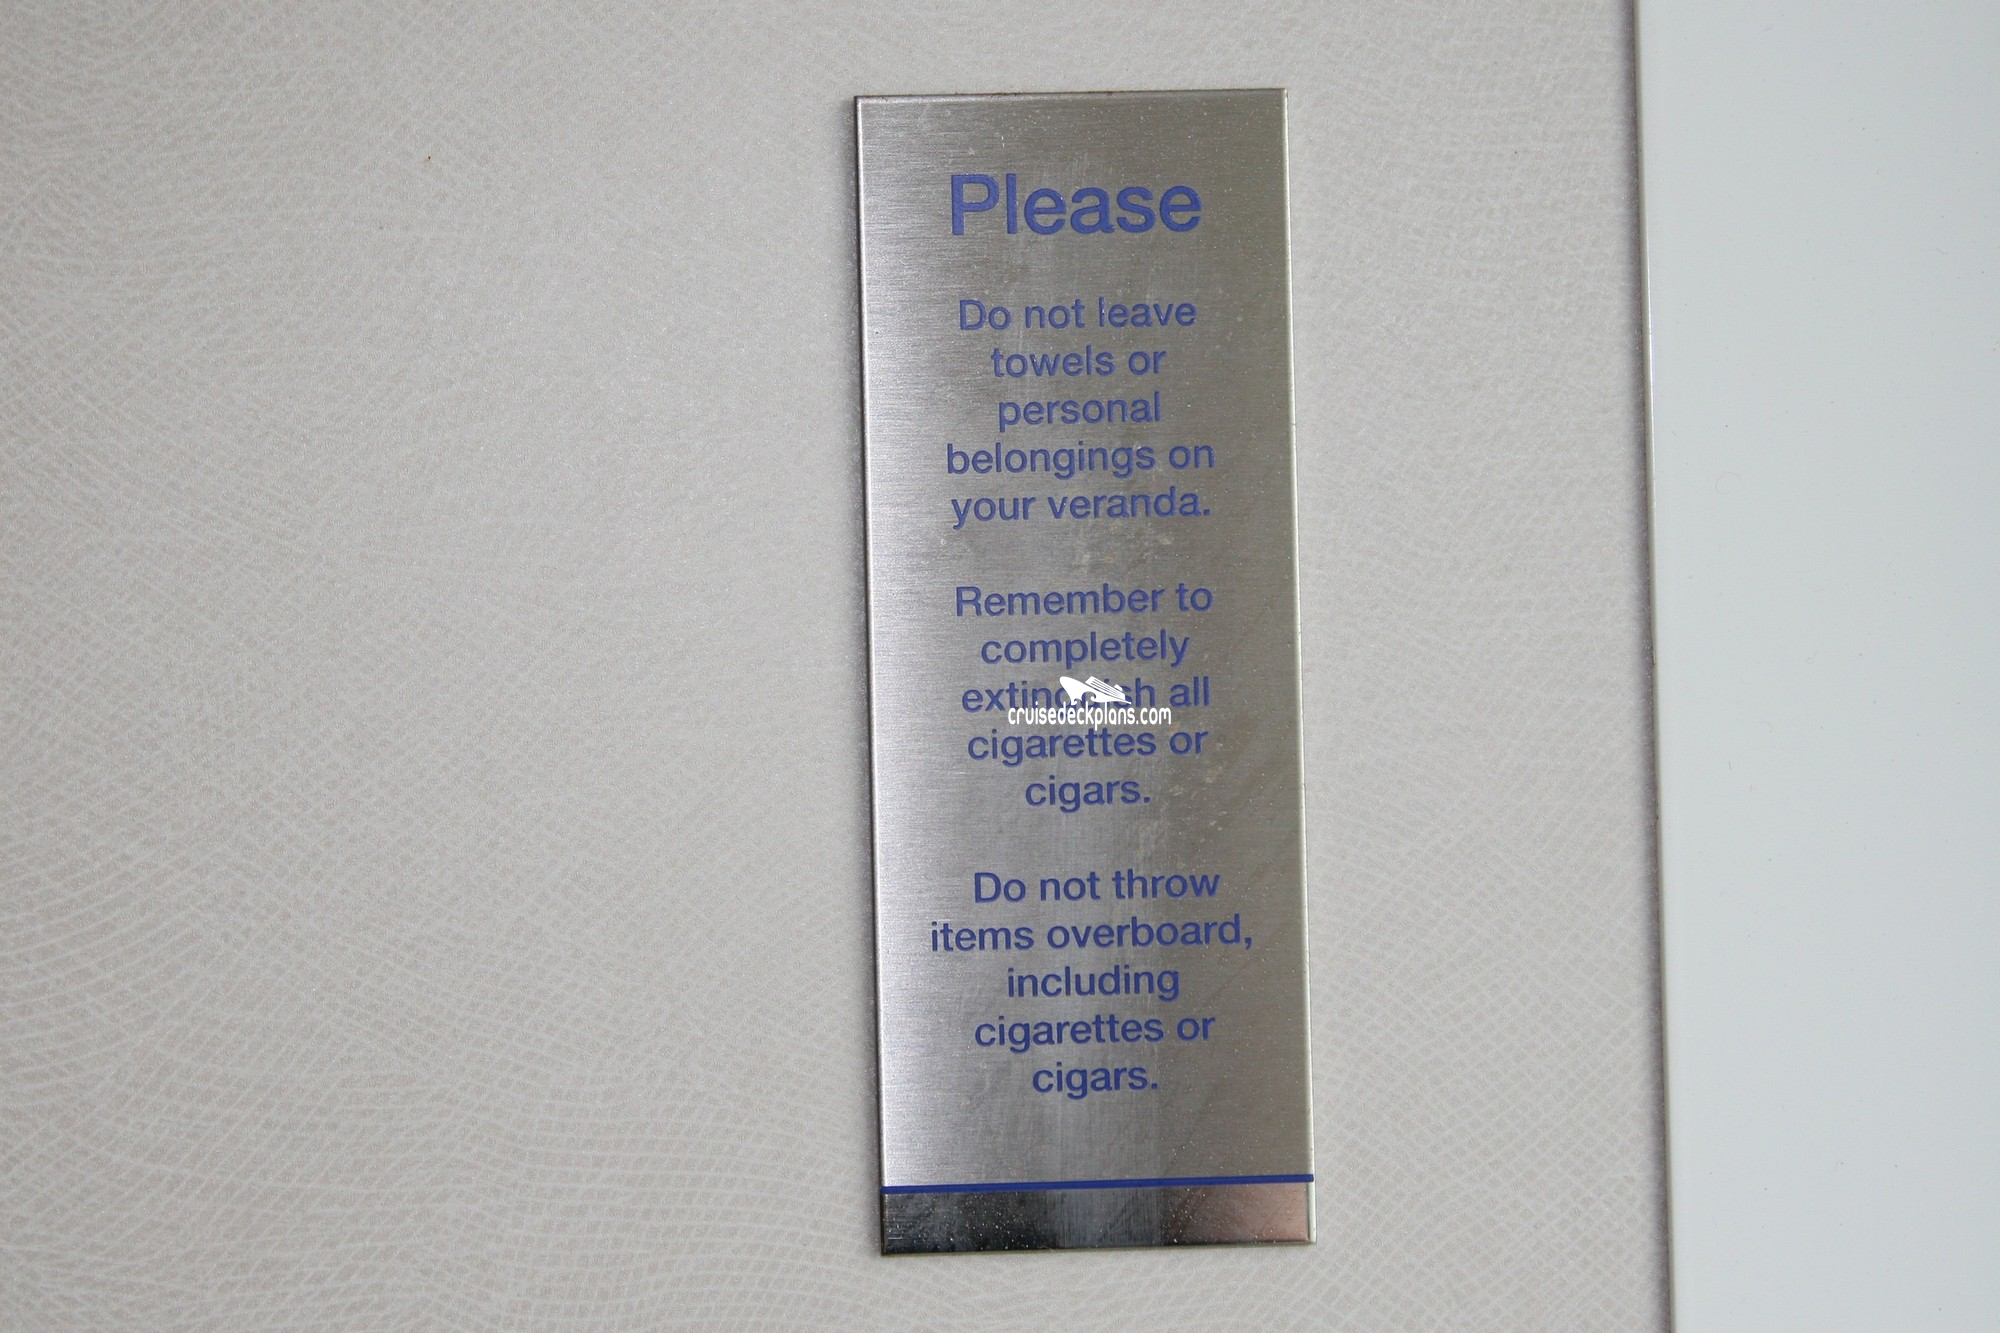 Please
Do not leave
towels or
personal
belongings on
your veranda.
Remember to
completely
extinguish all
cruisedeckplans.com
cigarettes or
cigars.
Do not throw
items overboard,
including
cigarettes or
cigars.